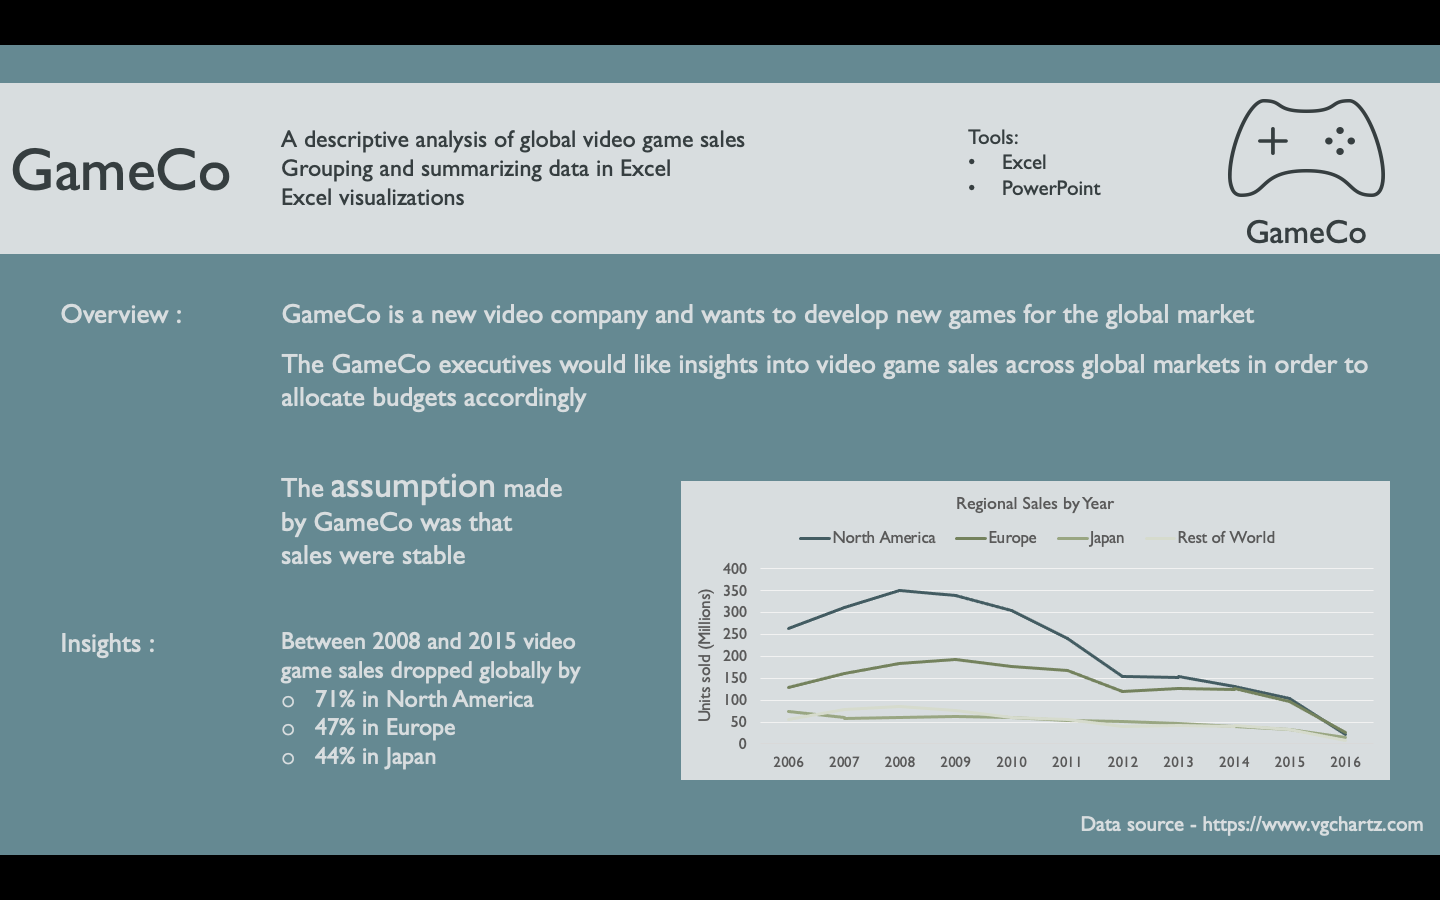 GameCo
A descriptive analysis of global video game sales
Grouping and summarizing data in Excel
Excel visualizations
Tools:
• Excel
• PowerPoint
GameCo
Overview :
GameCo is a new video company and wants to develop new games for the global market
The GameCo executives would like insights into video game sales across global markets in order to
allocate budgets accordingly
The assumption made
by GameCo was that
sales were stable
Insights :
Between 2008 and 2015 video
game sales dropped globally by
o 71% in North America
o 47% in Europe
o 44% in Japan
Regional Sales by Year
North America Europe Japan Rest of World
Units sold (Millions)
400
350
300
250
200
150
100
50
0
2006 2007 2008 2009 2010 2011 2012 2013 2014 2015 2016
Data source - https://www.vgchartz.com